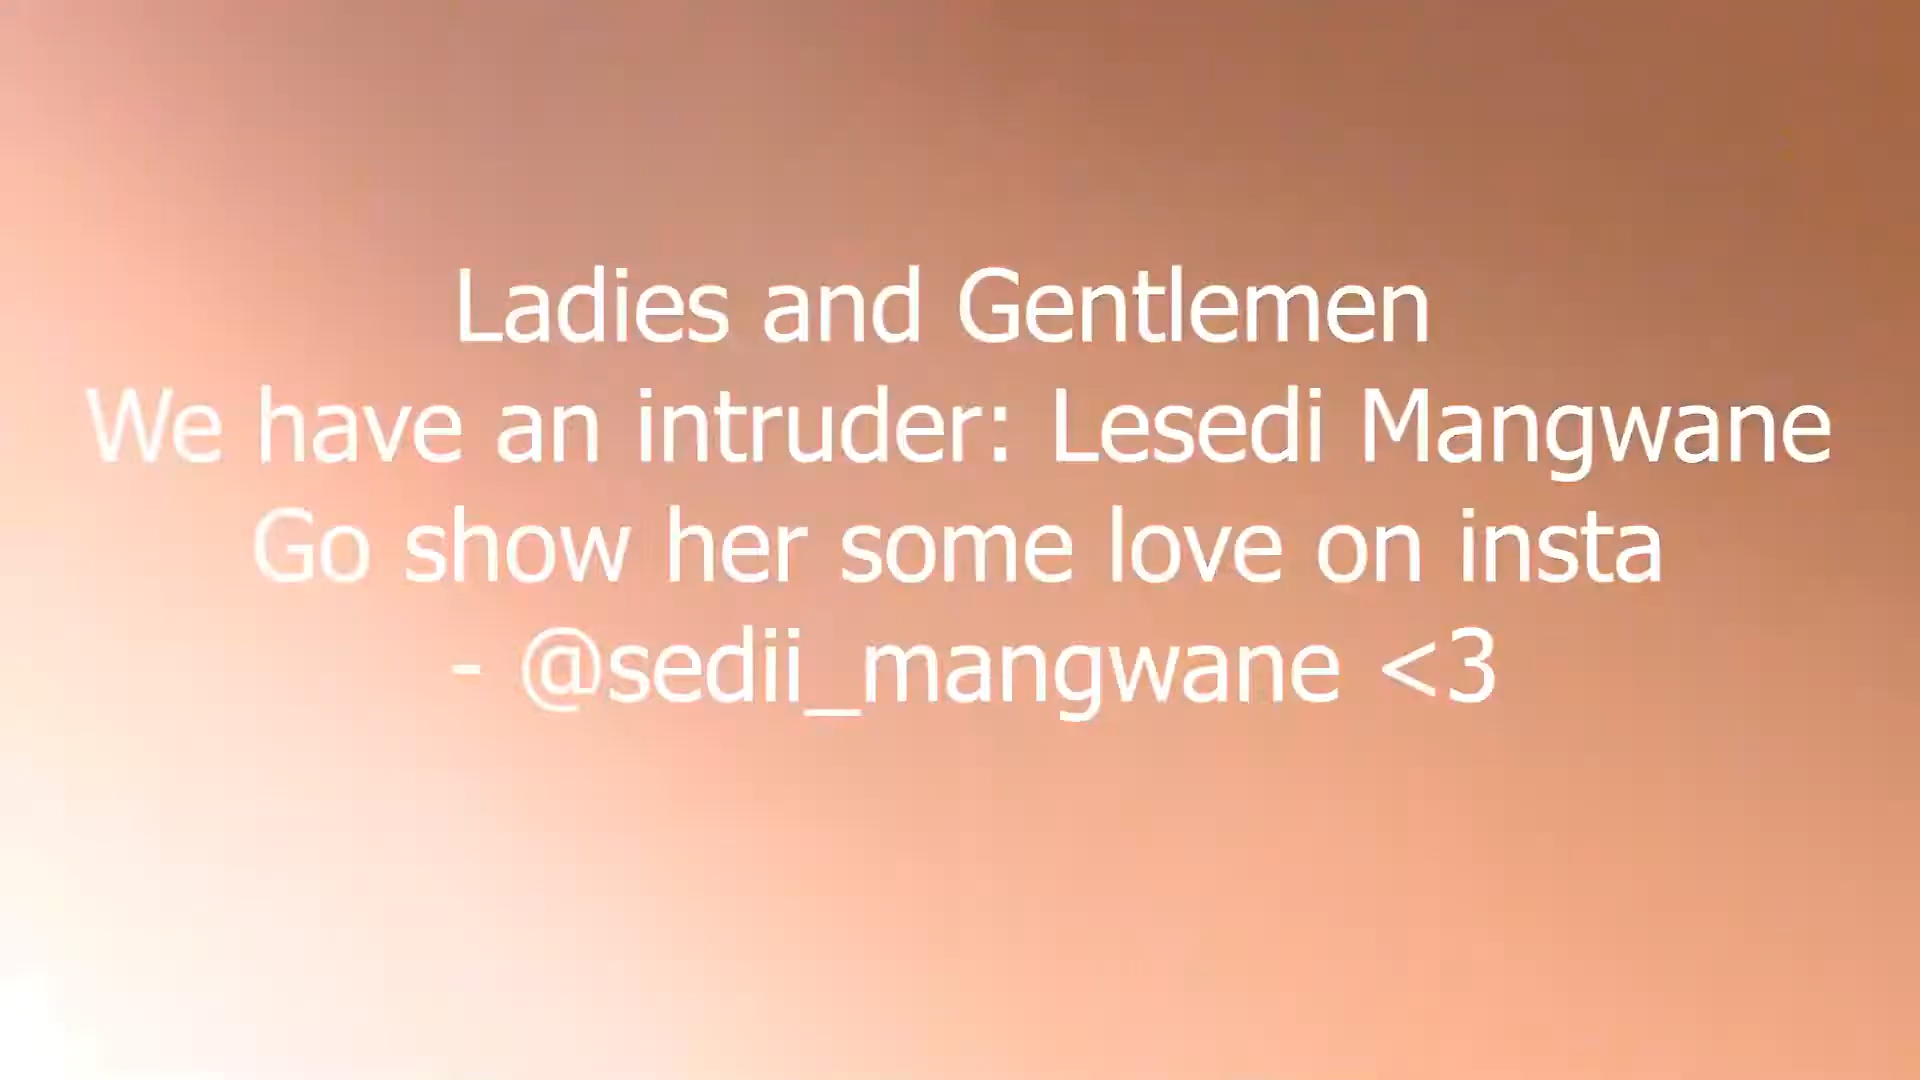 Ladies and Gentlemen
We have an intruder: Lesedi Mangwane
Go show her some love on insta
- @sedii_mangwane <3